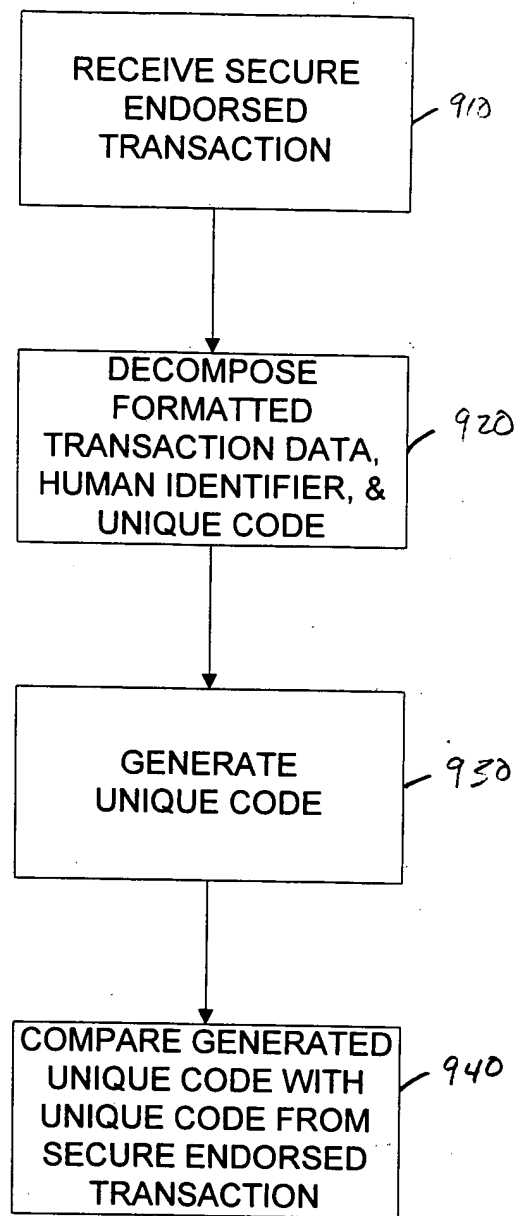 RECEIVE SECURE
ENDORSED
TRANSACTION
910
DECOMPOSE
FORMATTED
TRANSACTION DATA,
HUMAN IDENTIFIER, &
UNIQUE CODE
920
GENERATE
UNIQUE CODE
930
COMPARE GENERATED
UNIQUE CODE WITH
UNIQUE CODE FROM
SECURE ENDORSED
TRANSACTION
940